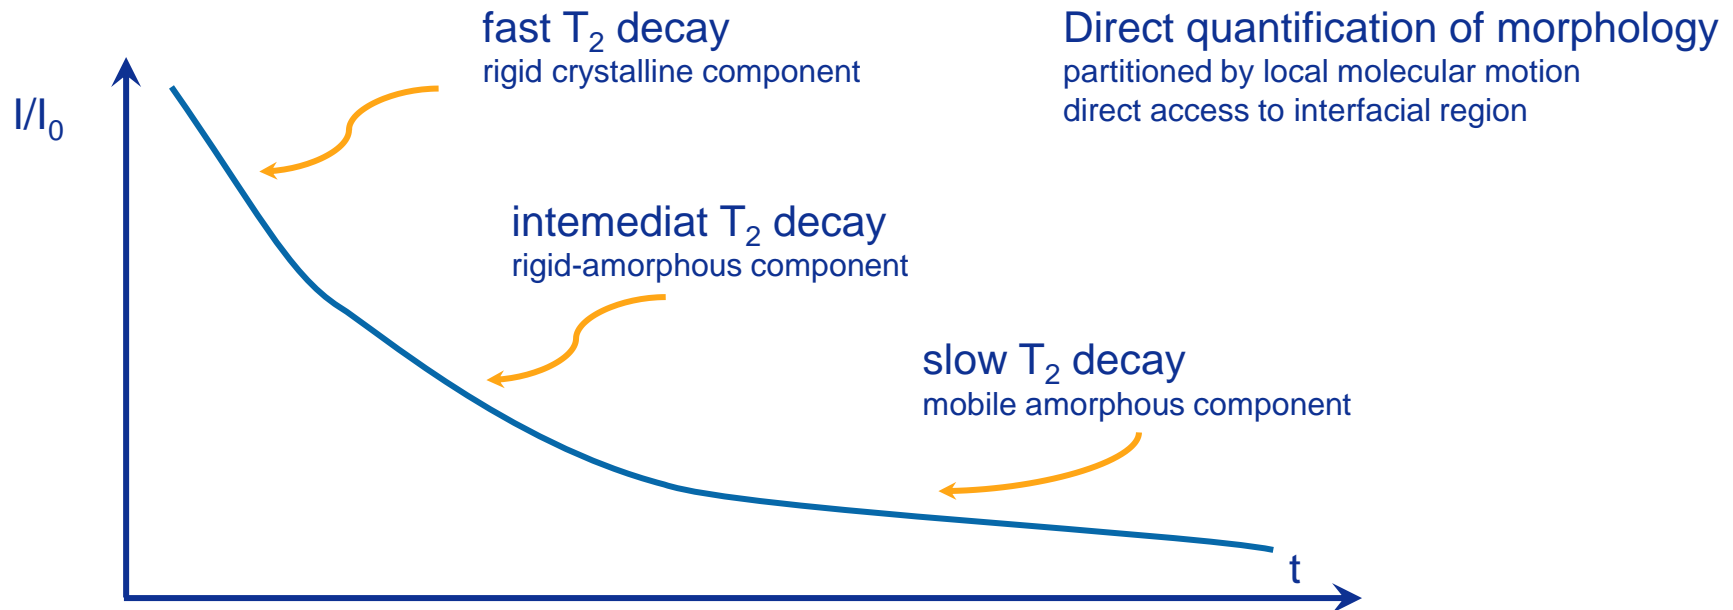 fast T₂ decay
rigid crystalline component
Direct quantification of morphology
partitioned by local molecular motion
direct access to interfacial region
I/I₀
intemediat T₂ decay
rigid-amorphous component
slow T₂ decay
mobile amorphous component
t